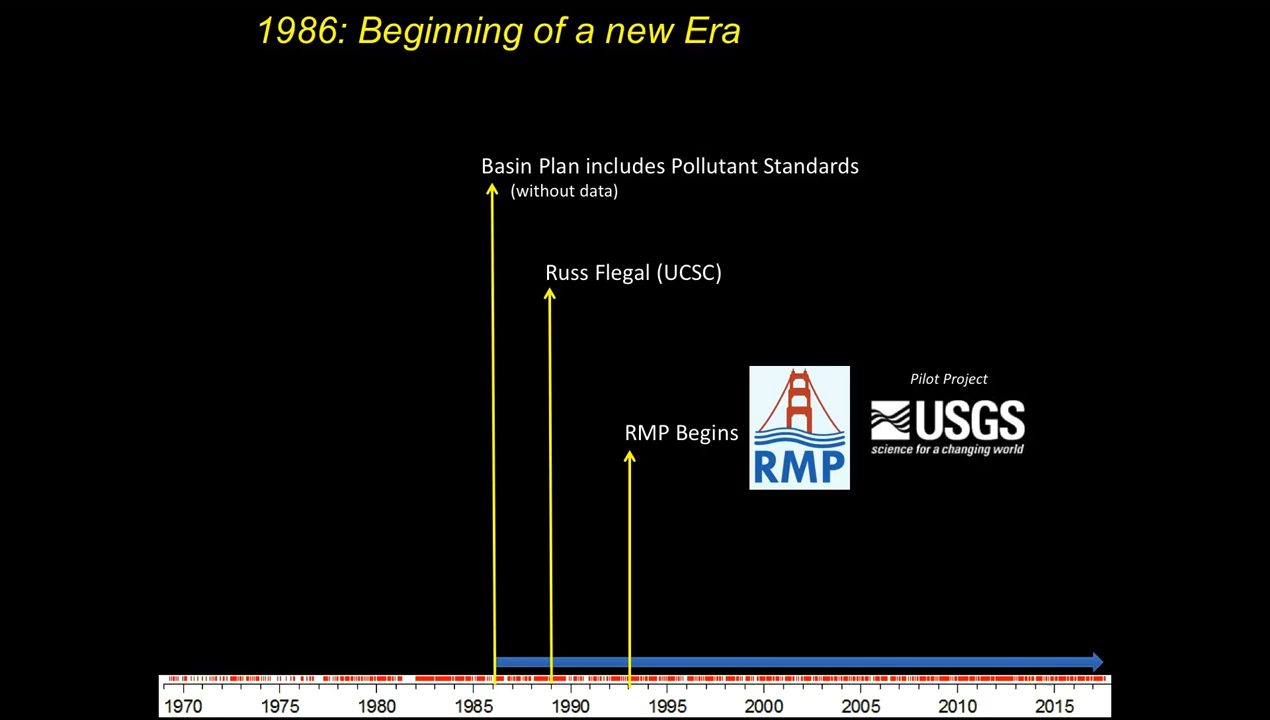 1986: Beginning of a new Era
Basin Plan includes Pollutant Standards
(without data)
Russ Flegal (UCSC)
Pilot Project
USGS
science for a changing world
RMP Begins
RMP
1970 1975 1980 1985 1990 1995 2000 2005 2010 2015